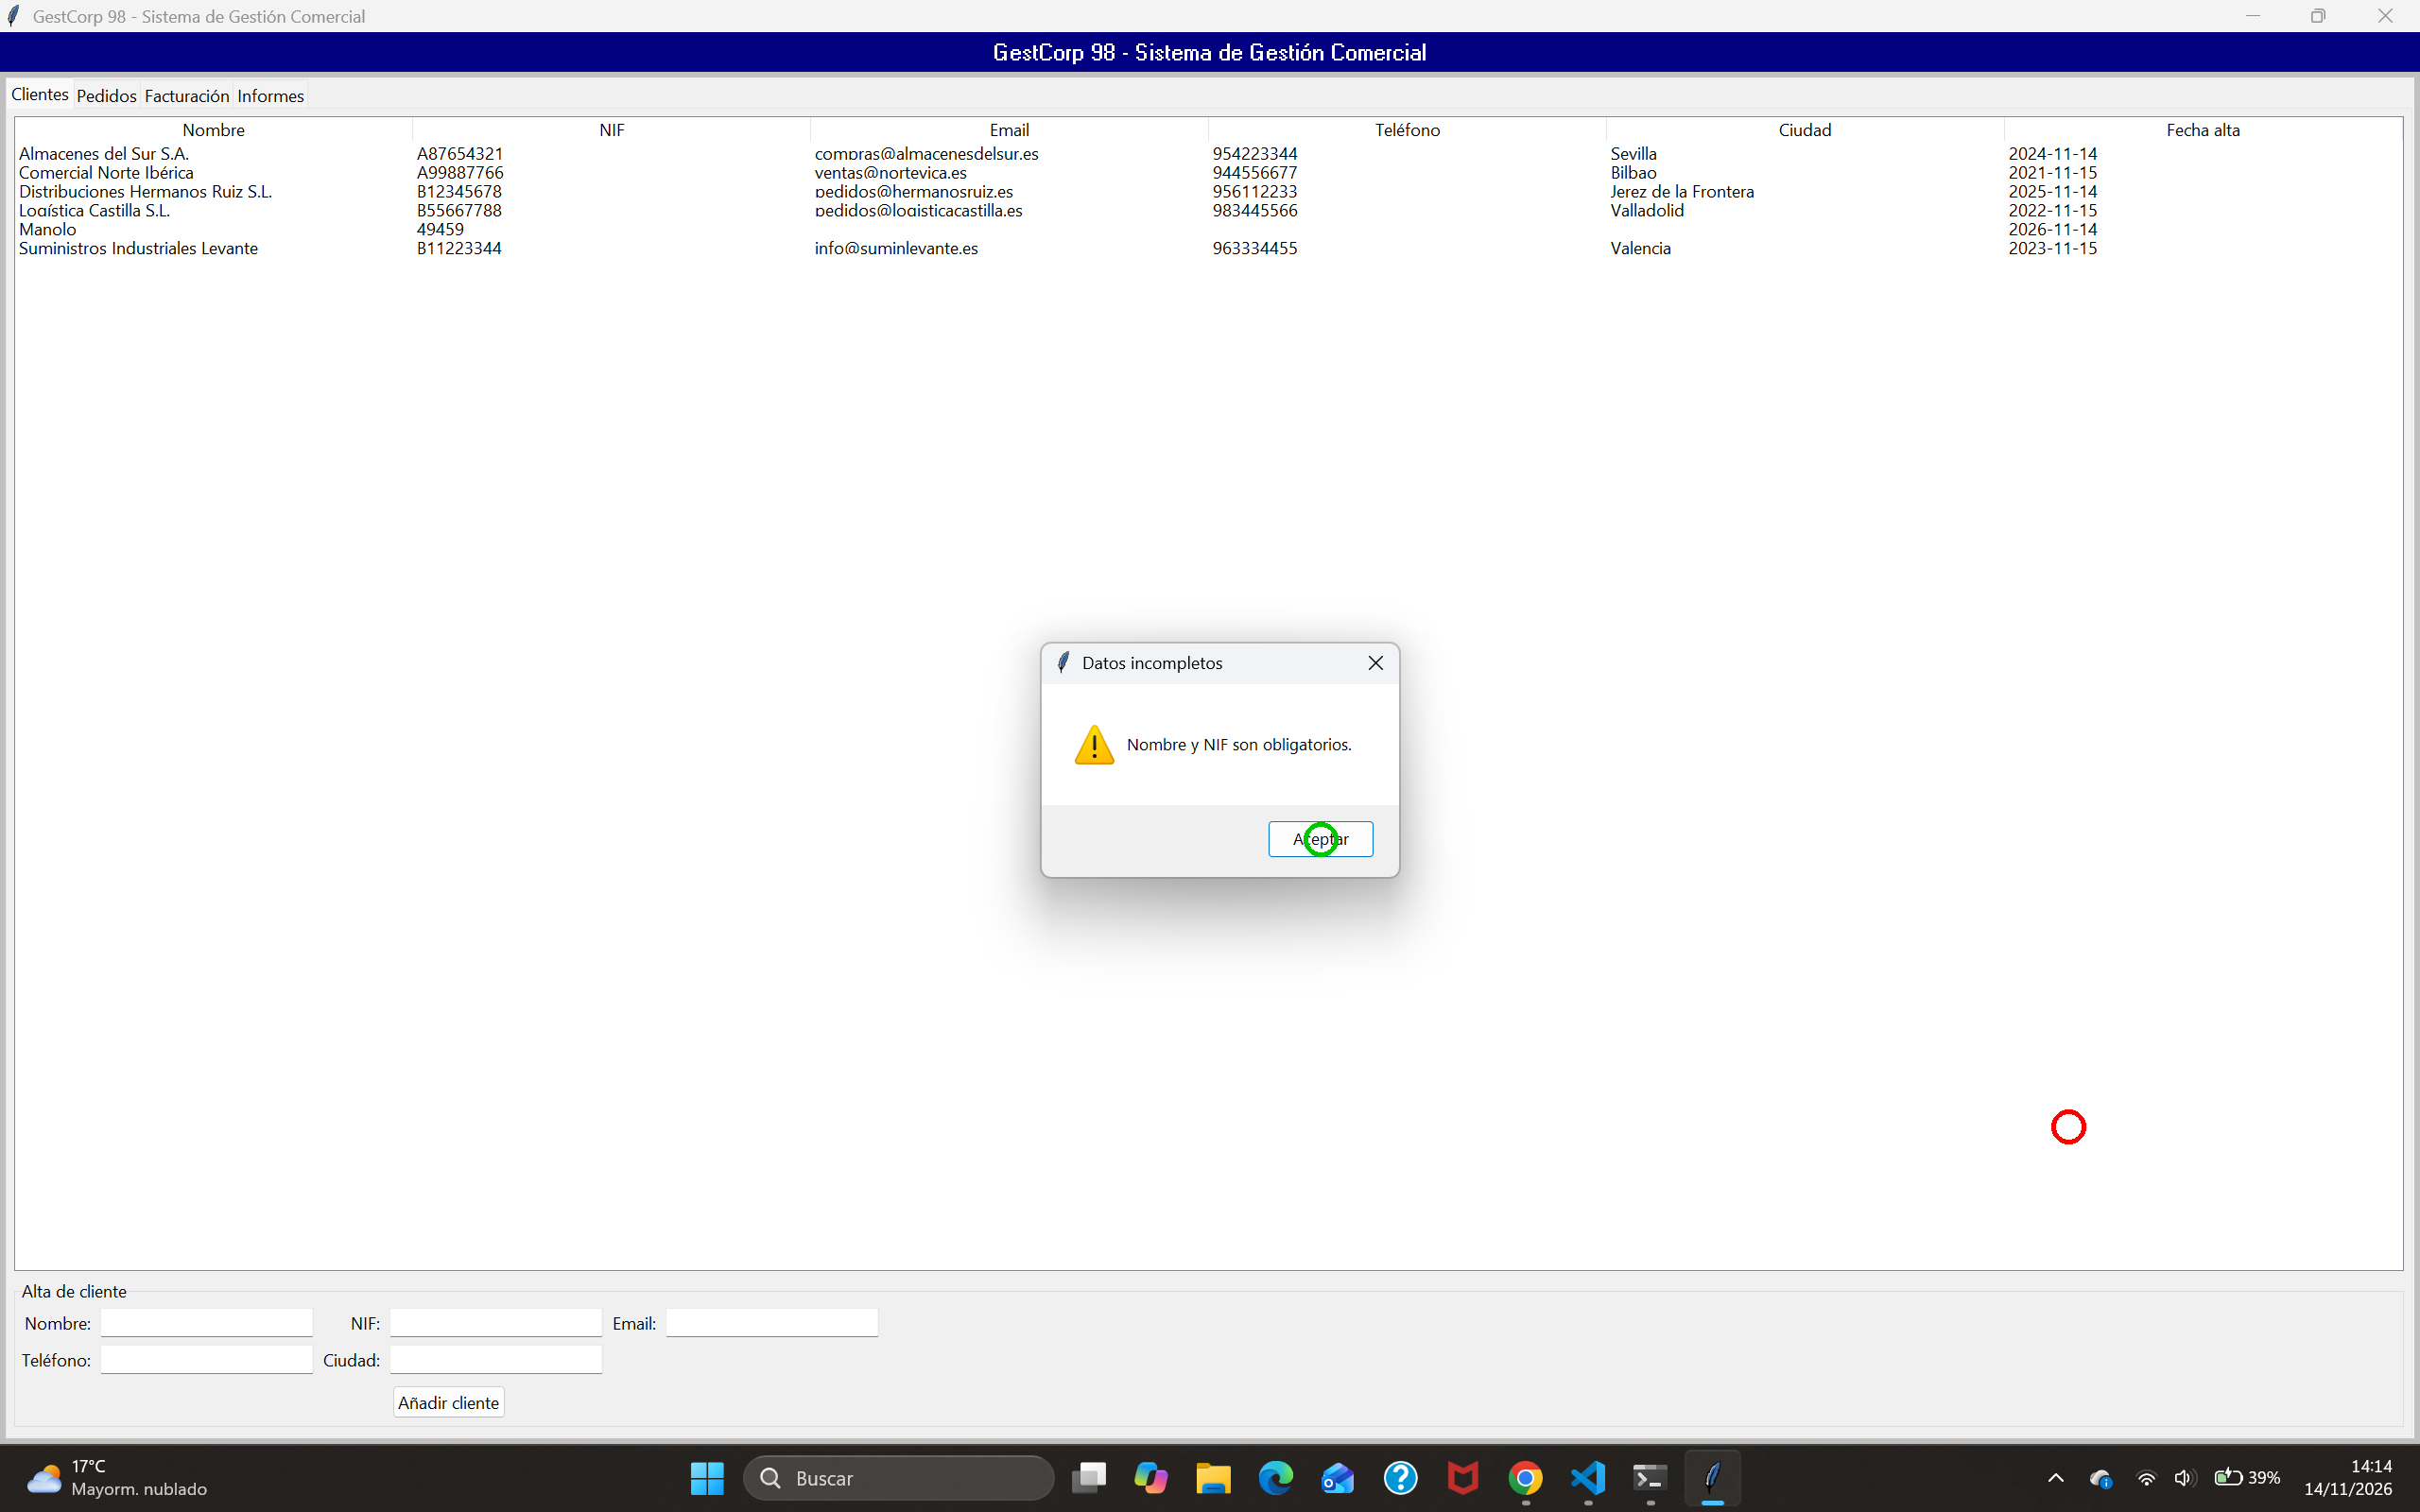 GestCorp 98 - Sistema de Gestión Comercial
GestCorp 98 - Sistema de Gestión Comercial
Clientes Pedidos Facturación Informes
Nombre NIF Email Teléfono Ciudad Fecha alta
Almacenes del Sur S.A. A87654321 compras@almacenesdelsur.es 954223344 Sevilla 2024-11-14
Comercial Norte Ibérica A99887766 ventas@nortevica.es 944556677 Bilbao 2021-11-15
Distribuciones Hermanos Ruiz S.L. B12345678 pedidos@hermanosruiz.es 956112233 Jerez de la Frontera 2025-11-14
Logística Castilla S.L. B55667788 pedidos@logisticacastilla.es 983445566 Valladolid 2022-11-15
Manolo 49459 2026-11-14
Suministros Industriales Levante B11223344 info@suminlevante.es 963334455 Valencia 2023-11-15
Datos incompletos
Nombre y NIF son obligatorios.
Aceptar
Alta de cliente
Nombre: NIF: Email:
Teléfono: Ciudad:
Añadir cliente
17°C
Mayorm. nublado
Buscar
39%
14:14
14/11/2026